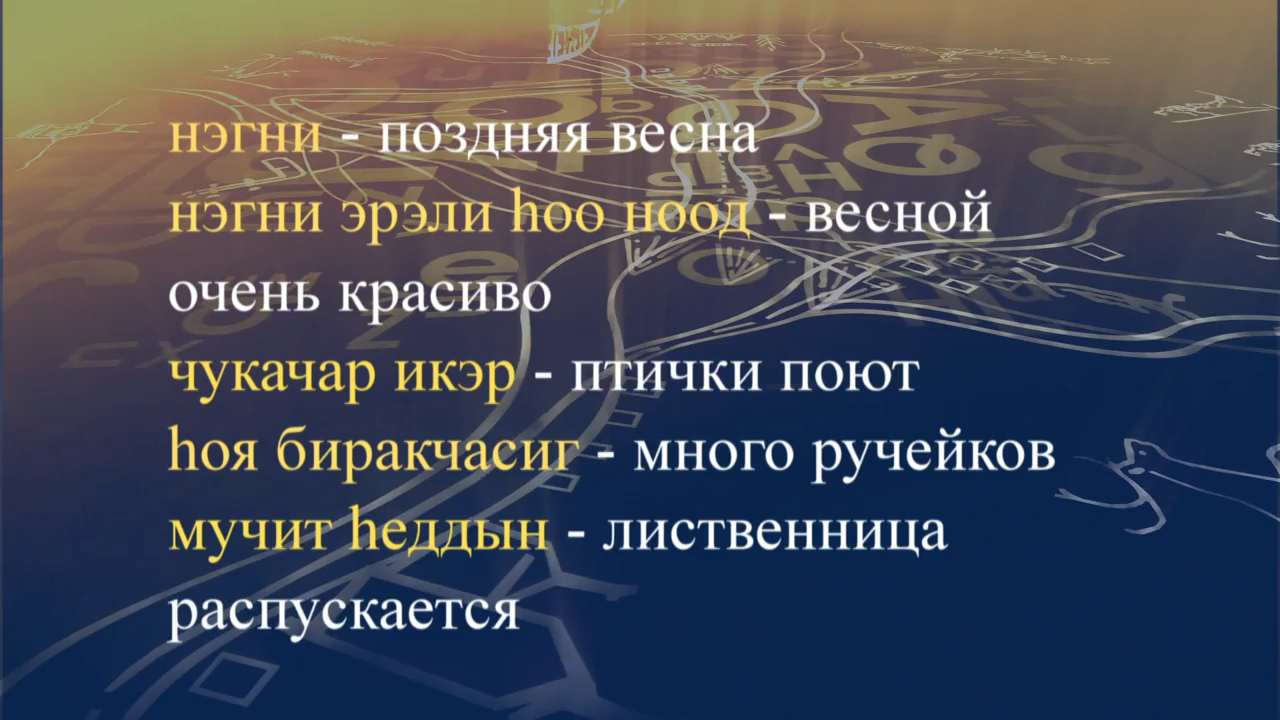 нэгни - поздняя весна
нэгни эрэли һоо ноод - весной
очень красиво
чукачар икэр - птички поют
һоя биракчасиг - много ручейков
мучит һеддын - лиственница
распускается